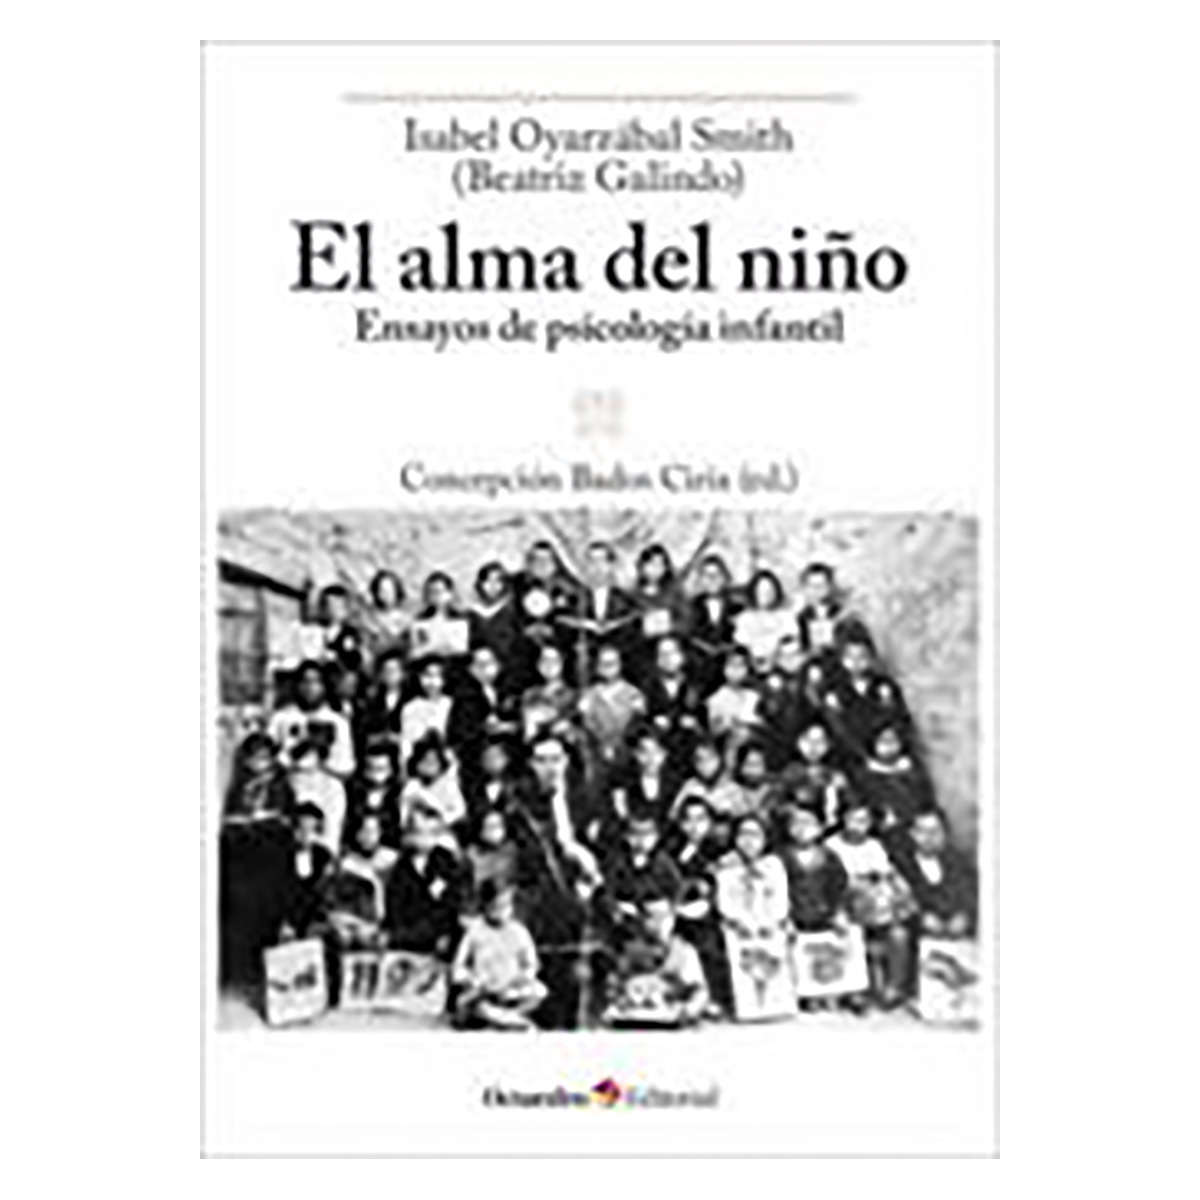 Isabel Oyarzábal Smith
(Beatriz Galindo)
El alma del niño
Ensayos de psicología infantil
Concepción Bados Ciria (ed.)
Octaedro Editorial